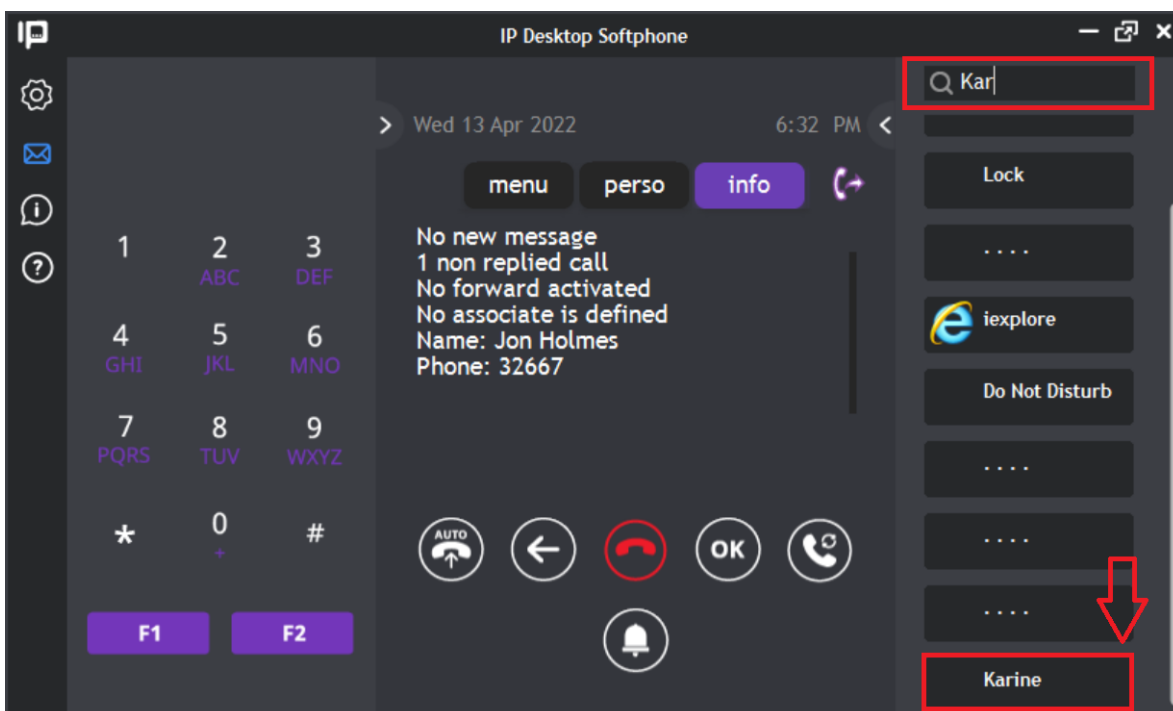 IP Desktop Softphone
Kar
Wed 13 Apr 2022 6:32 PM
menu perso info
No new message
1 non replied call
No forward activated
No associate is defined
Name: Jon Holmes
Phone: 32667
1 2 3
ABC DEF
4 5 6
GHI JKL MNO
7 8 9
PQRS TUV WXYZ
* 0 #
+
F1 F2
AUTO
OK
Lock
. . . .
iexplore
Do Not Disturb
. . . .
. . . .
. . . .
Karine